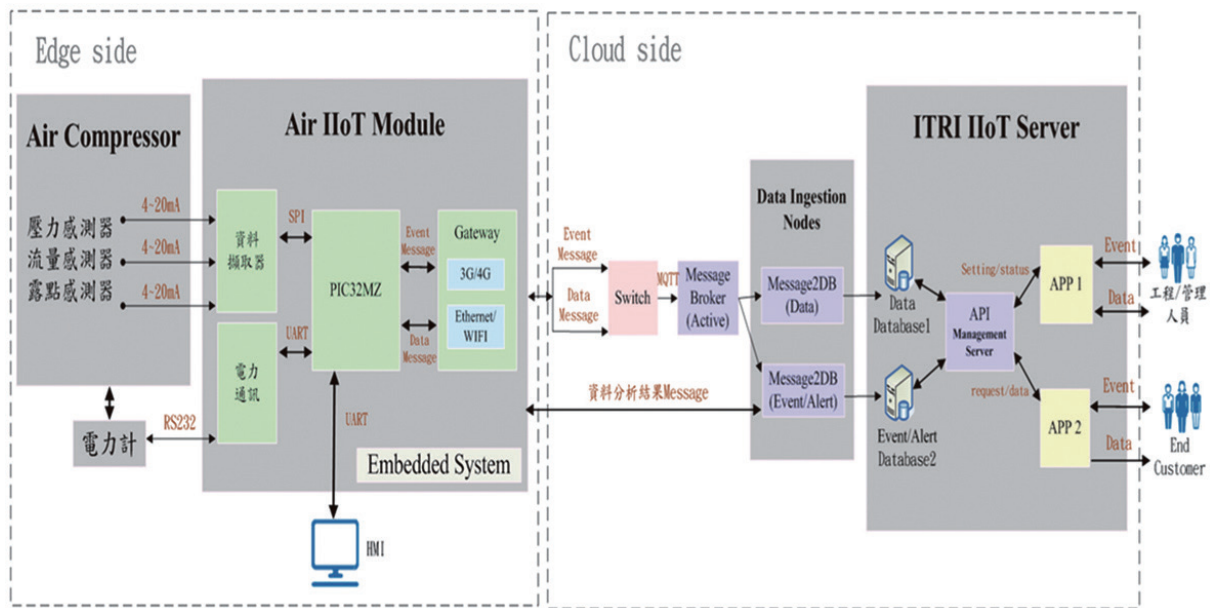 Edge side
Air Compressor
壓力感測器
流量感測器
露點感測器
4~20mA
4~20mA
4~20mA
電力計
RS232
Air IIoT Module
資料
擷取器
電力
通訊
SPI
UART
PIC32MZ
Event
Message
Data
Message
Gateway
3G/4G
Ethernet/
WIFI
UART
Embedded System
HMI
Cloud side
Event
Message
Data
Message
Switch
MQTT
Message
Broker
(Active)
資料分析結果Message
Data Ingestion
Nodes
Message2DB
(Data)
Message2DB
(Event/Alert)
ITRI IIoT Server
Data
Database1
Event/Alert
Database2
API
Management
Server
Setting/status
request/data
APP 1
APP 2
Event
Data
工程/管理
人員
Event
Data
End
Customer